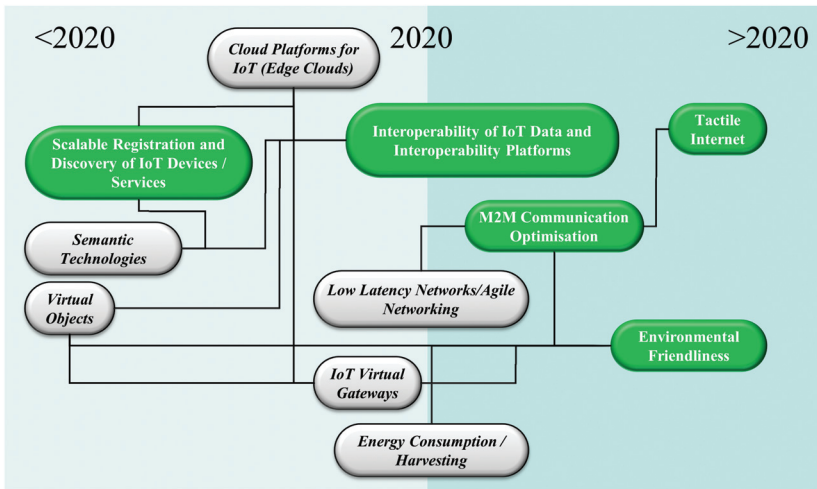 <2020
2020
>2020
Cloud Platforms for
IoT (Edge Clouds)
Scalable Registration and
Discovery of IoT Devices /
Services
Interoperability of IoT Data and
Interoperability Platforms
Tactile
Internet
Semantic
Technologies
M2M Communication
Optimisation
Virtual
Objects
Low Latency Networks/Agile
Networking
Environmental
Friendliness
IoT Virtual
Gateways
Energy Consumption /
Harvesting